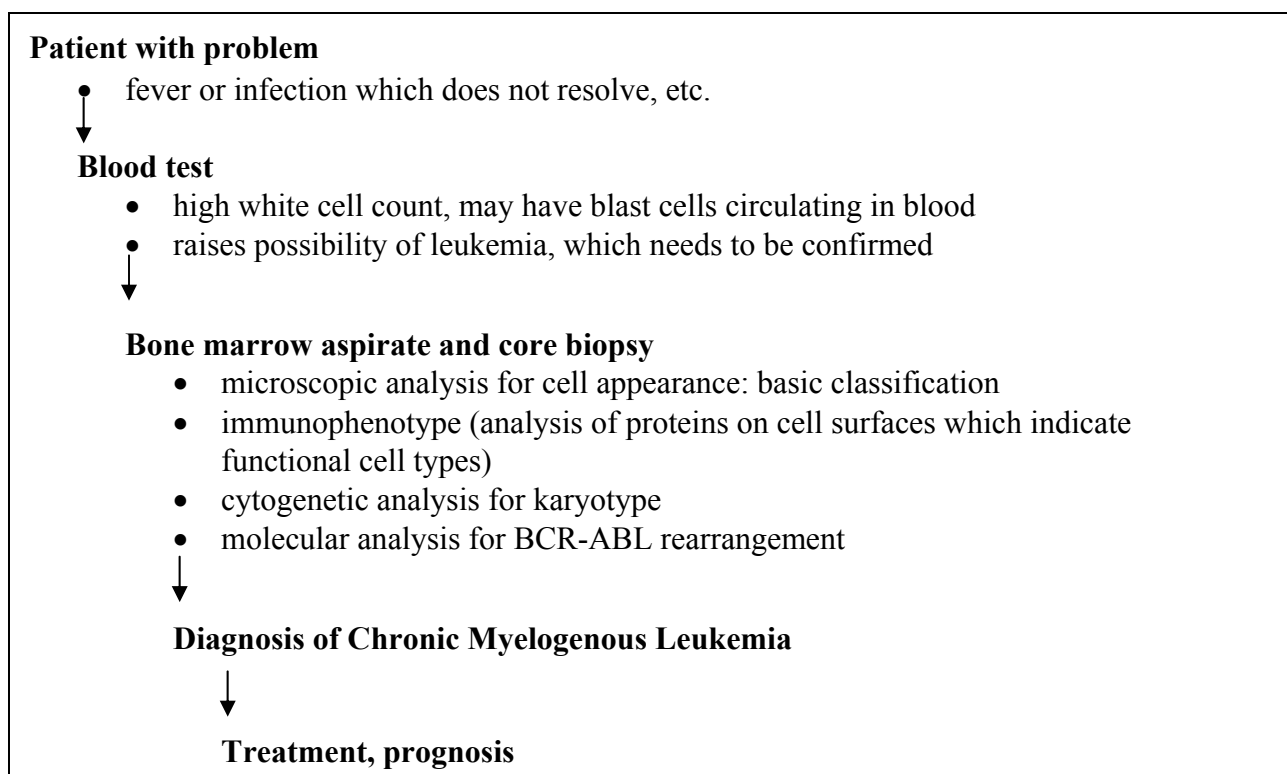 Patient with problem
• fever or infection which does not resolve, etc.
Blood test
• high white cell count, may have blast cells circulating in blood
• raises possibility of leukemia, which needs to be confirmed
Bone marrow aspirate and core biopsy
• microscopic analysis for cell appearance: basic classification
• immunophenotype (analysis of proteins on cell surfaces which indicate
functional cell types)
• cytogenetic analysis for karyotype
• molecular analysis for BCR-ABL rearrangement
Diagnosis of Chronic Myelogenous Leukemia
Treatment, prognosis